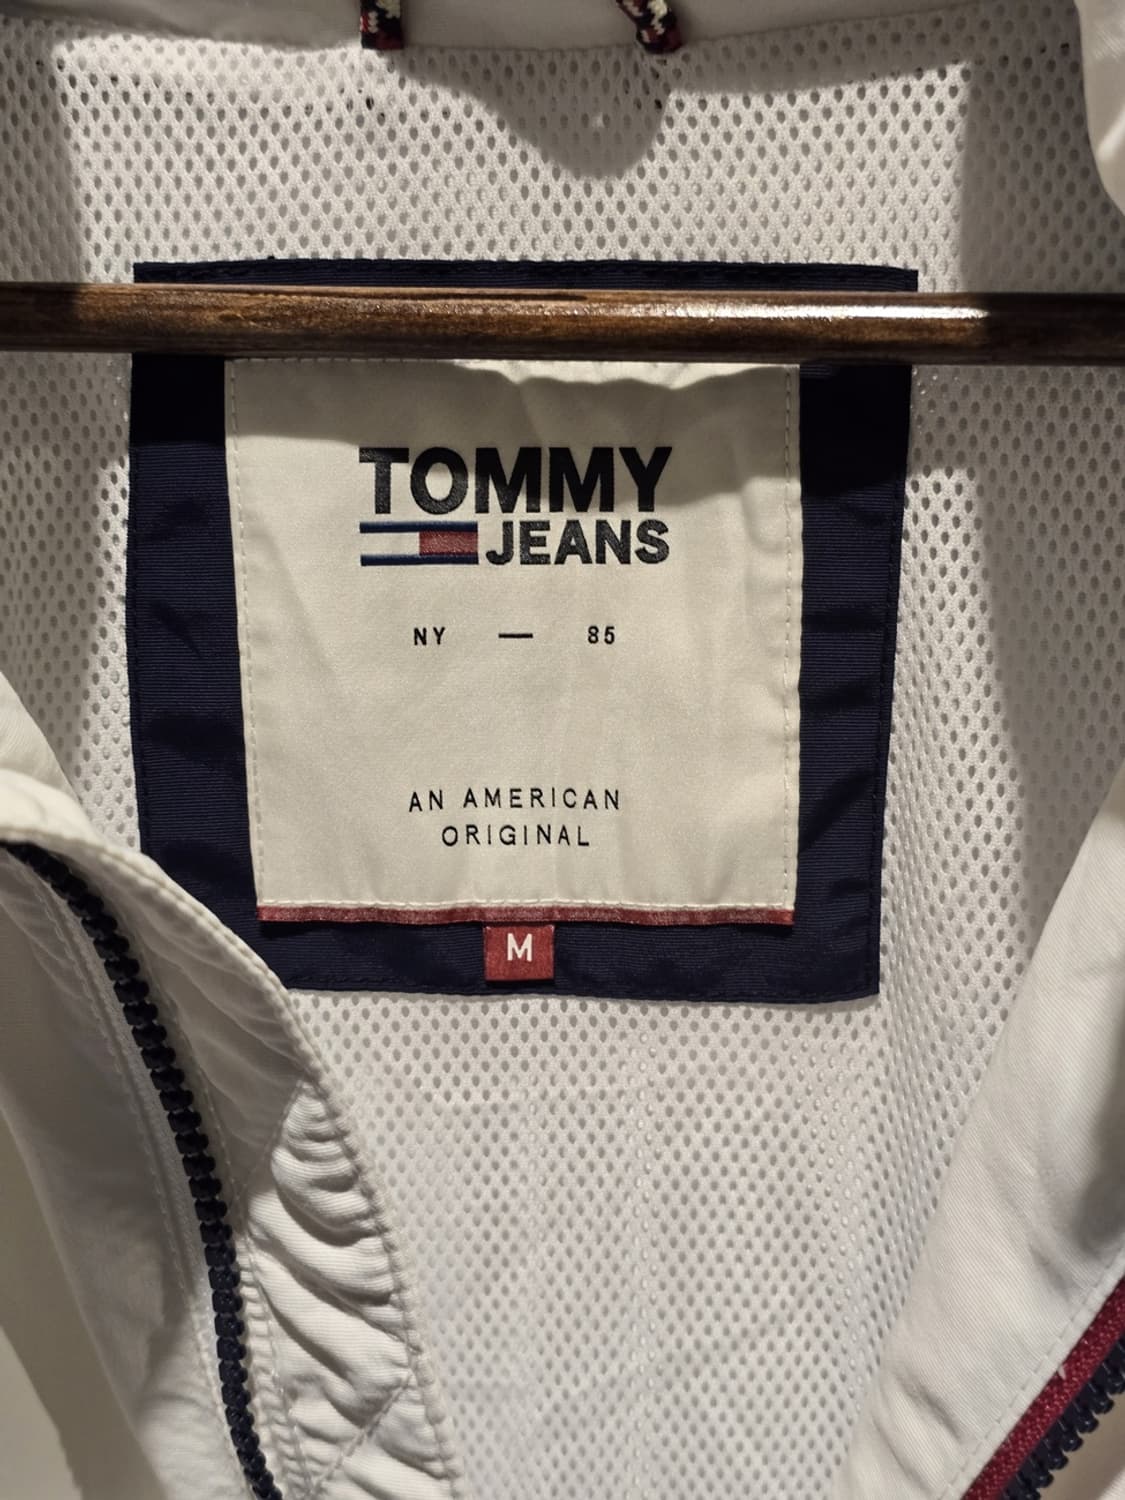 TOMMY
JEANS
NY — 85
AN AMERICAN
ORIGINAL
M